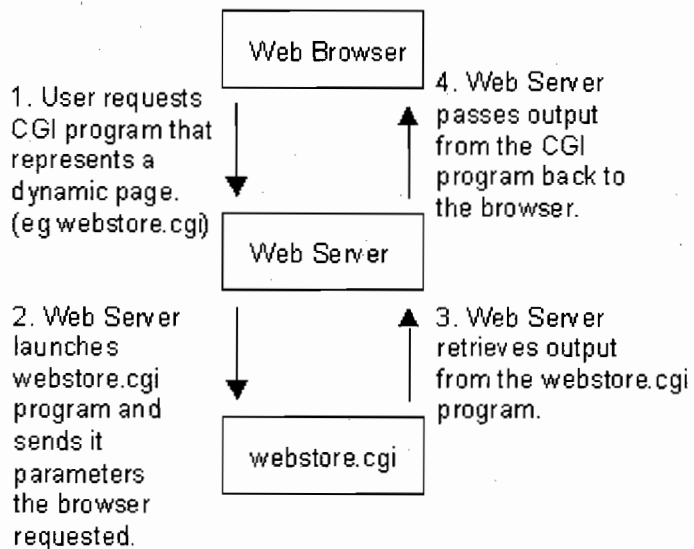 Web Browser
1. User requests
CGI program that
represents a
dynamic page.
(eg webstore.cgi)
4. Web Server
passes output
from the CGI
program back to
the browser.
Web Server
2. Web Server
launches
webstore.cgi
program and
sends it
parameters
the browser
requested.
3. Web Server
retrieves output
from the webstore.cgi
program.
webstore.cgi